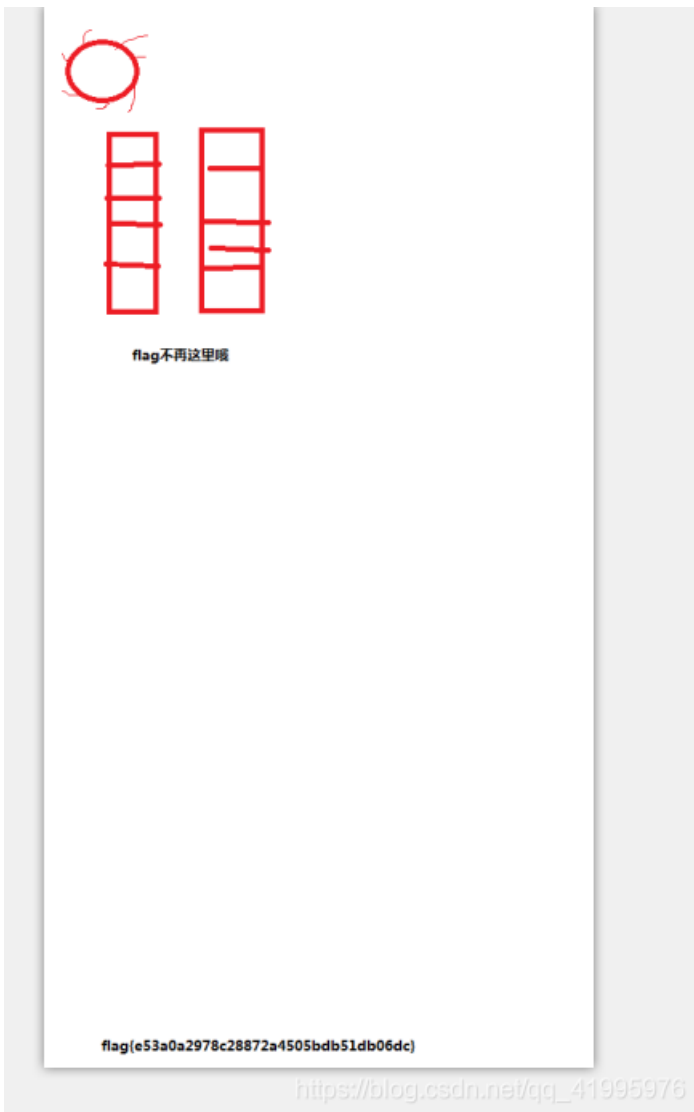 flag不再这里哦
flag{e53a0a2978c28872a4505bdb51db06dc}
https://blog.csdn.net/qq_41995976